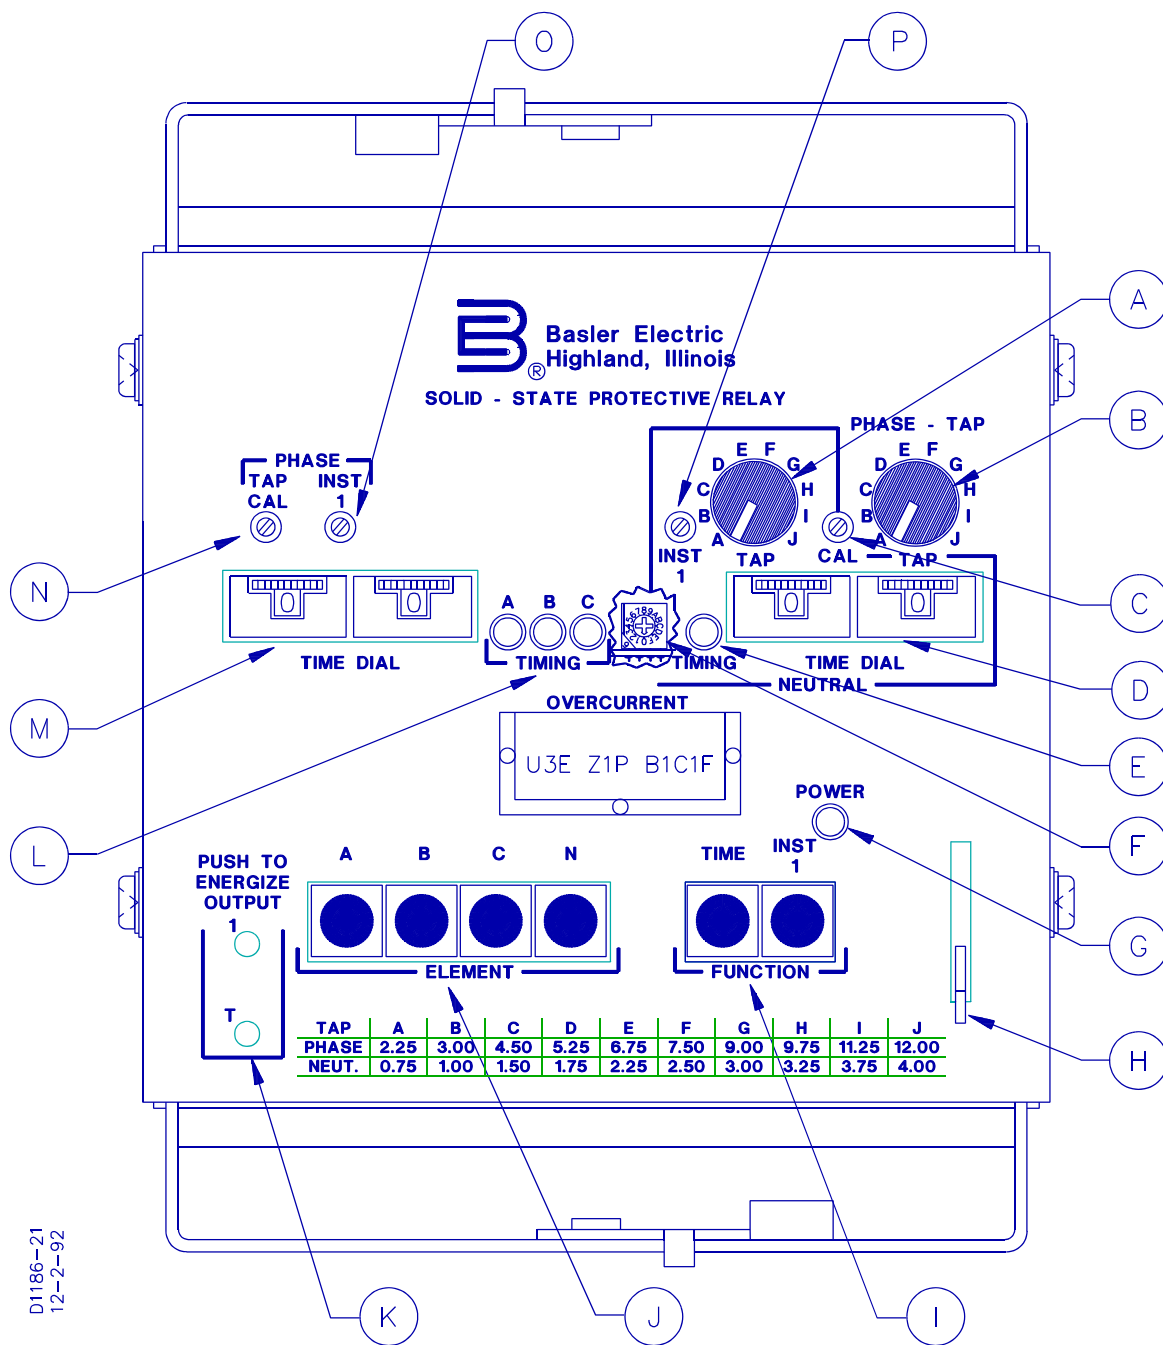 O
P
A
B
Basler Electric
Highland, Illinois
®
SOLID - STATE PROTECTIVE RELAY
PHASE - TAP
PHASE
TAP CAL
INST 1
A B C D E F G H I J
TAP
A B C D E F G H I J
TAP
INST 1
CAL
N
C
0
0
A B C
0
0
TIME DIAL
TIMING
TIMING
TIME DIAL
NEUTRAL
D
M
OVERCURRENT
U3E Z1P B1C1F
E
POWER
L
F
PUSH TO
ENERGIZE
OUTPUT
1
T
A B C N
ELEMENT
TIME
INST 1
FUNCTION
G
TAP A B C D E F G H I J
PHASE 2.25 3.00 4.50 5.25 6.75 7.50 9.00 9.75 11.25 12.00
NEUT. 0.75 1.00 1.50 1.75 2.25 2.50 3.00 3.25 3.75 4.00
H
D1186-21
12-2-92
K
J
I